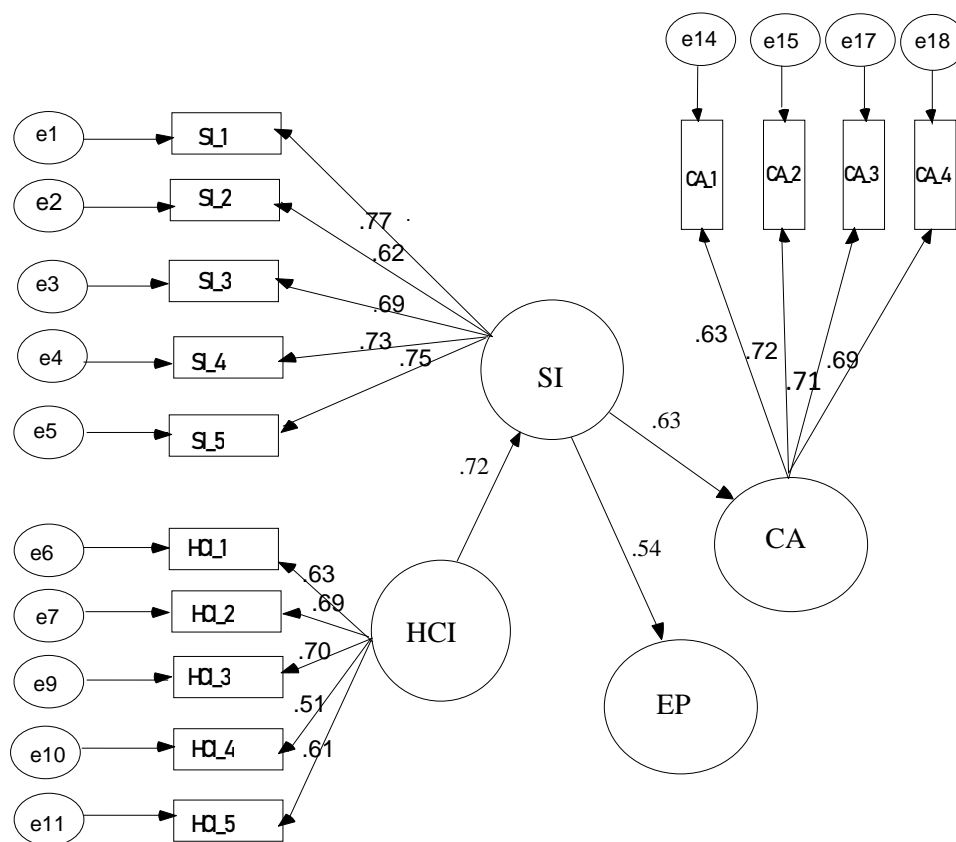 e14
e15
e17
e18
CA_1
CA_2
CA_3
CA_4
e1
SI_1
e2
SI_2
e3
SI_3
e4
SI_4
e5
SI_5
.77
.62
.69
.73
.75
SI
.63
.72
.71
.69
.63
.72
.54
CA
e6
HCI_1
e7
HCI_2
e9
HCI_3
e10
HCI_4
e11
HCI_5
.63
.69
.70
.51
.61
HCI
EP